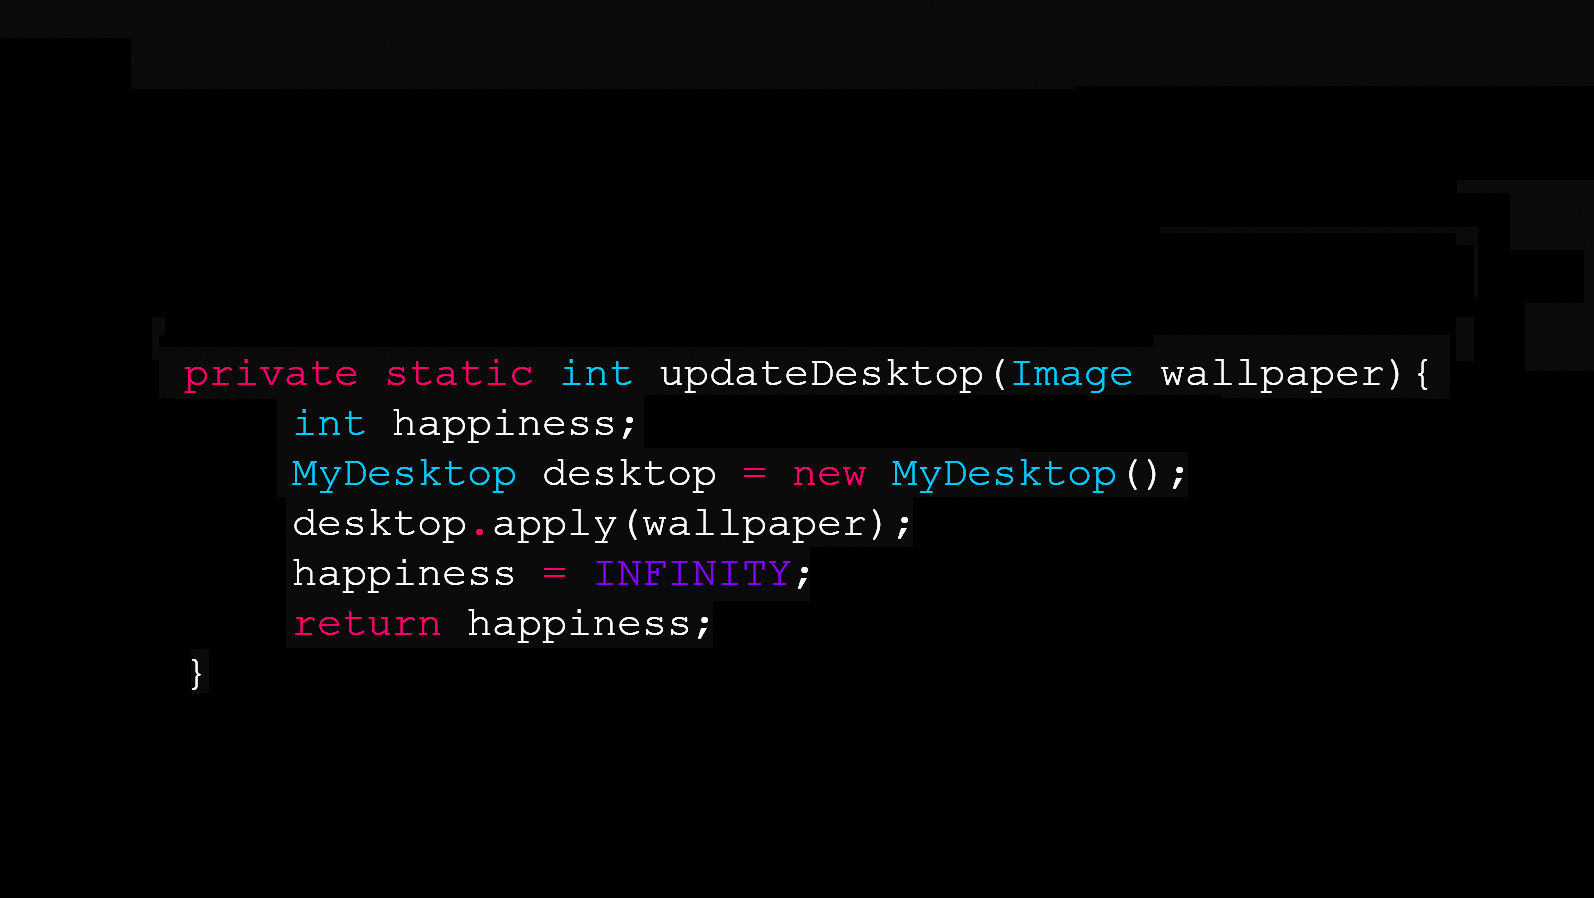 private static int updateDesktop(Image wallpaper){
int happiness;
MyDesktop desktop = new MyDesktop();
desktop.apply(wallpaper);
happiness = INFINITY;
return happiness;
}